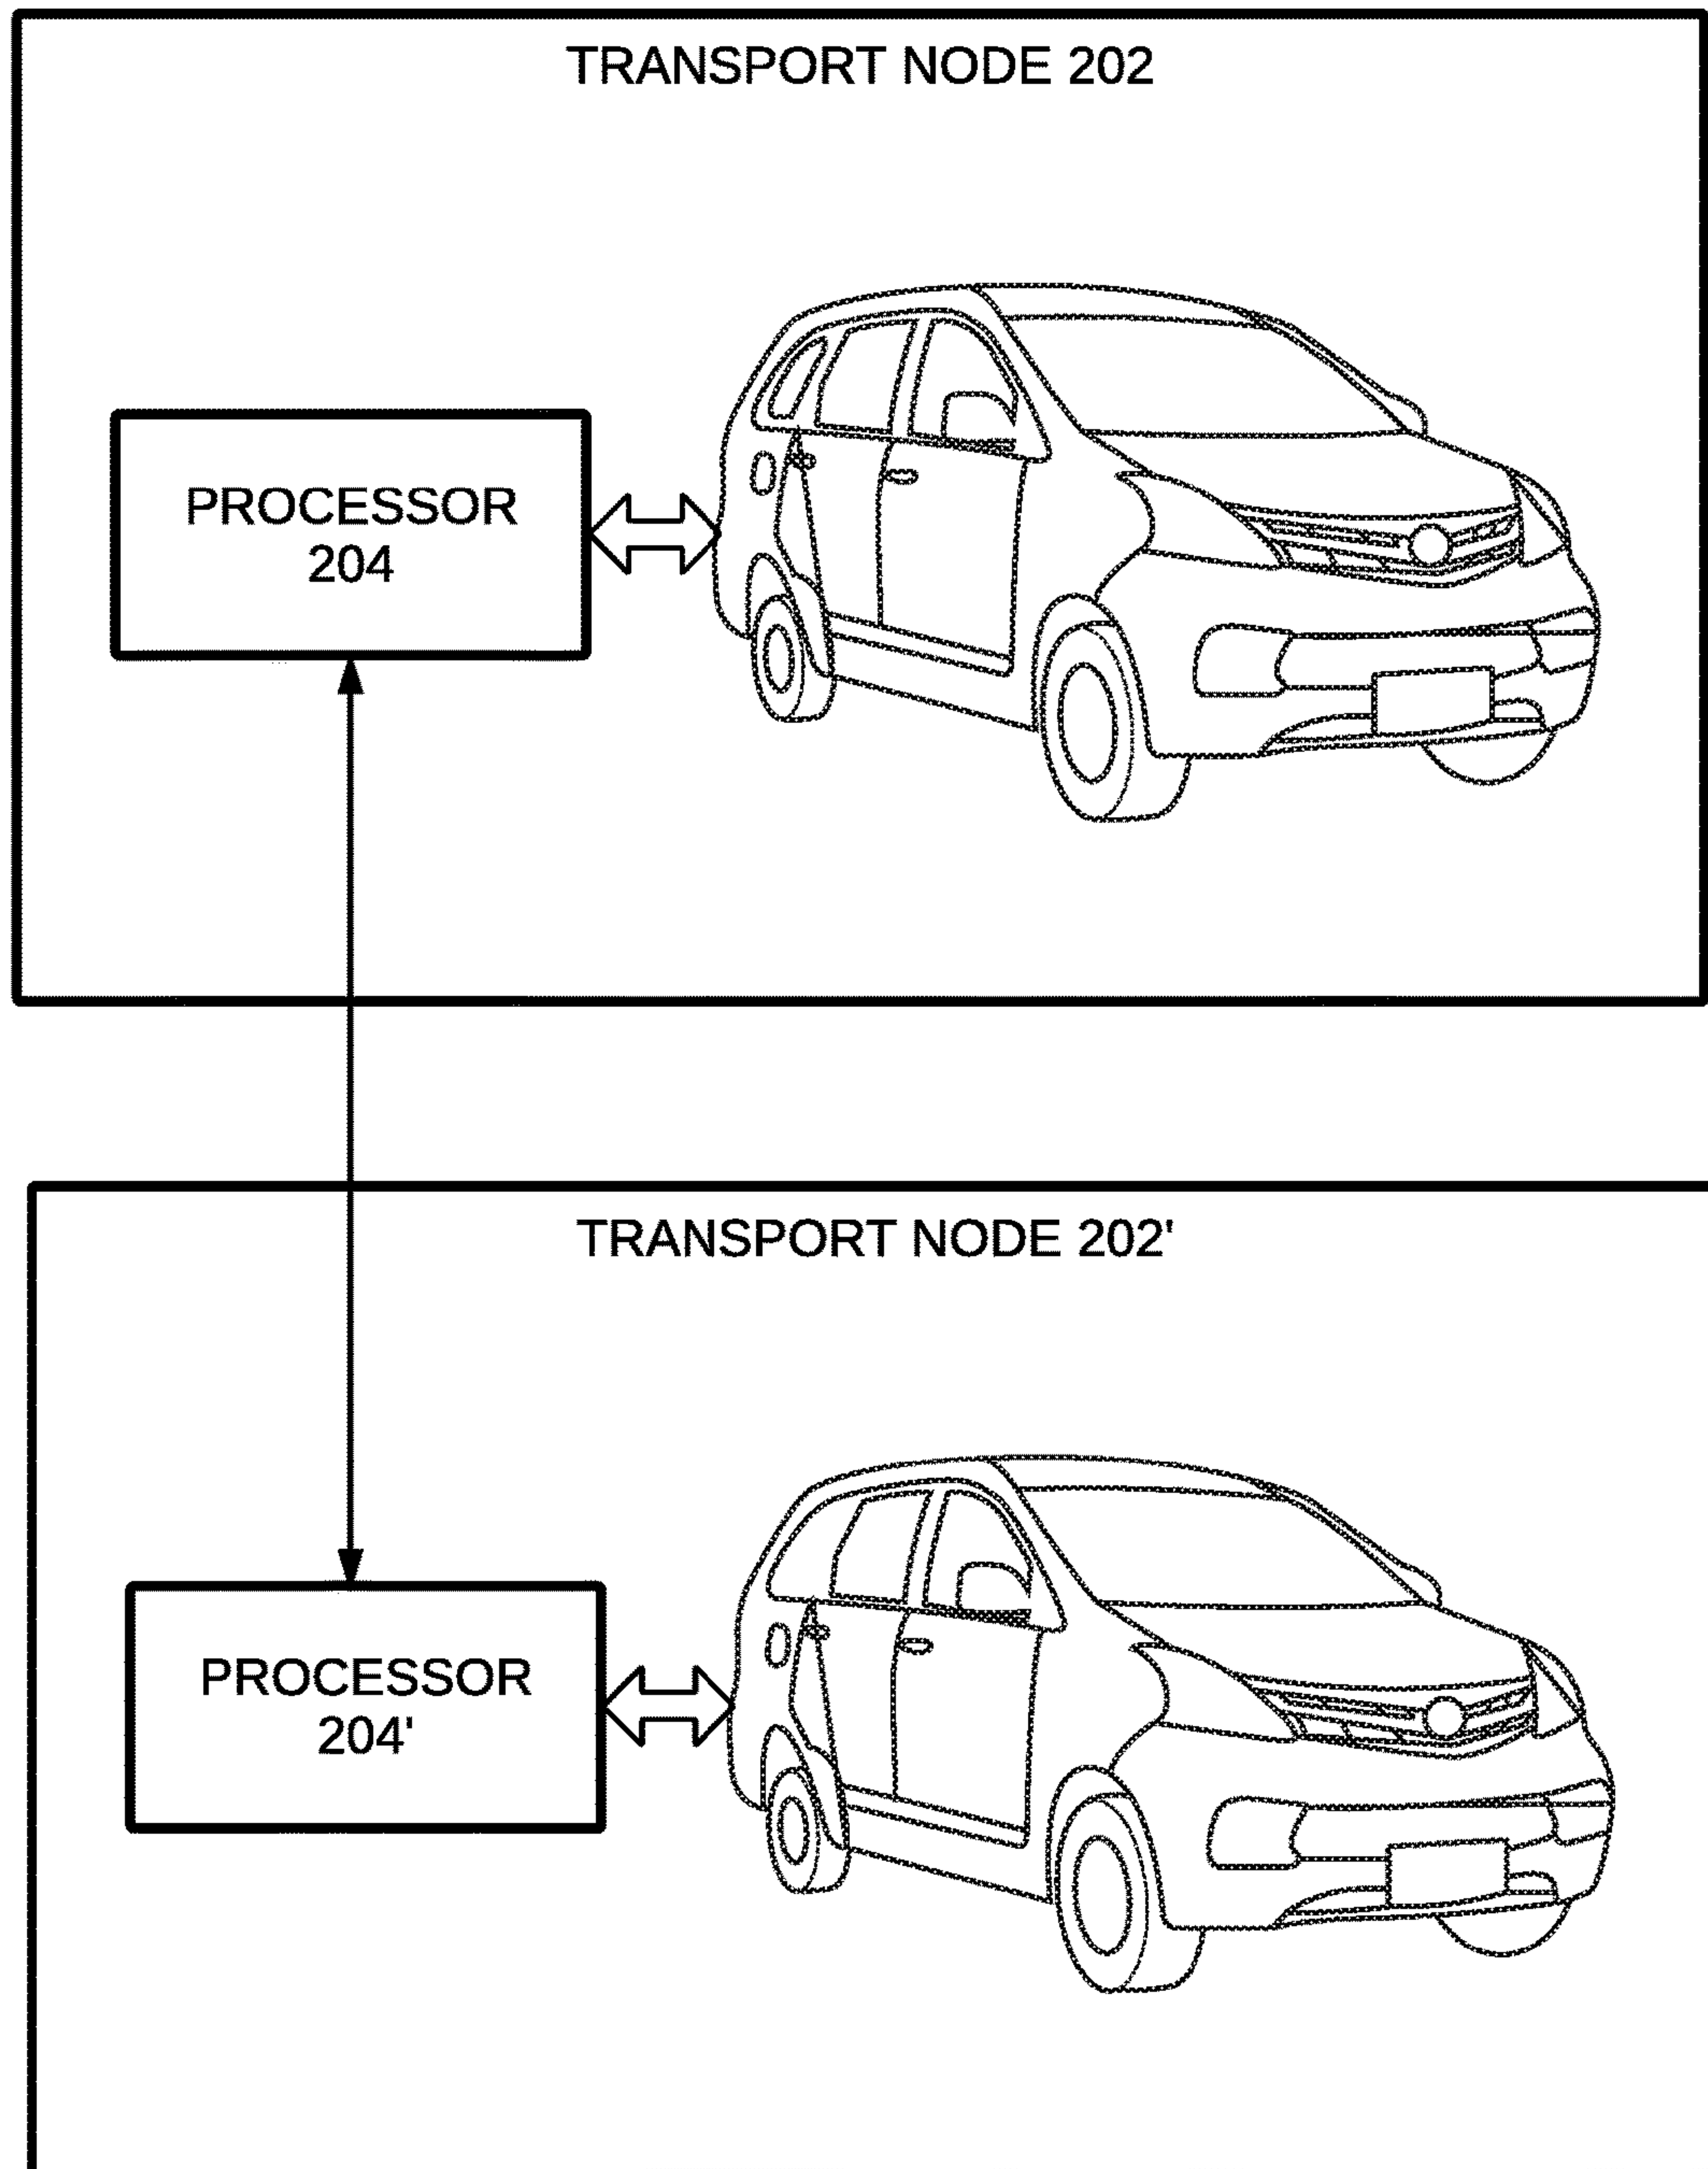 TRANSPORT NODE 202
PROCESSOR
204
TRANSPORT NODE 202'
PROCESSOR
204'